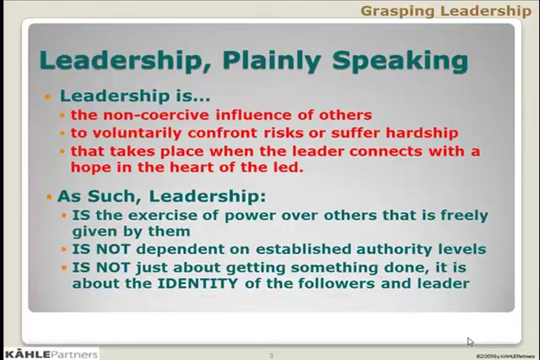 Grasping Leadership
Leadership, Plainly Speaking
Leadership is...
the non-coercive influence of others
to voluntarily confront risks or suffer hardship
that takes place when the leader connects with a
hope in the heart of the led.
As Such, Leadership:
IS the exercise of power over others that is freely
given by them
IS NOT dependent on established authority levels
IS NOT just about getting something done, it is
about the IDENTITY of the followers and leader
KÅHLEPartners
3
©2009 by KAHLEPartners